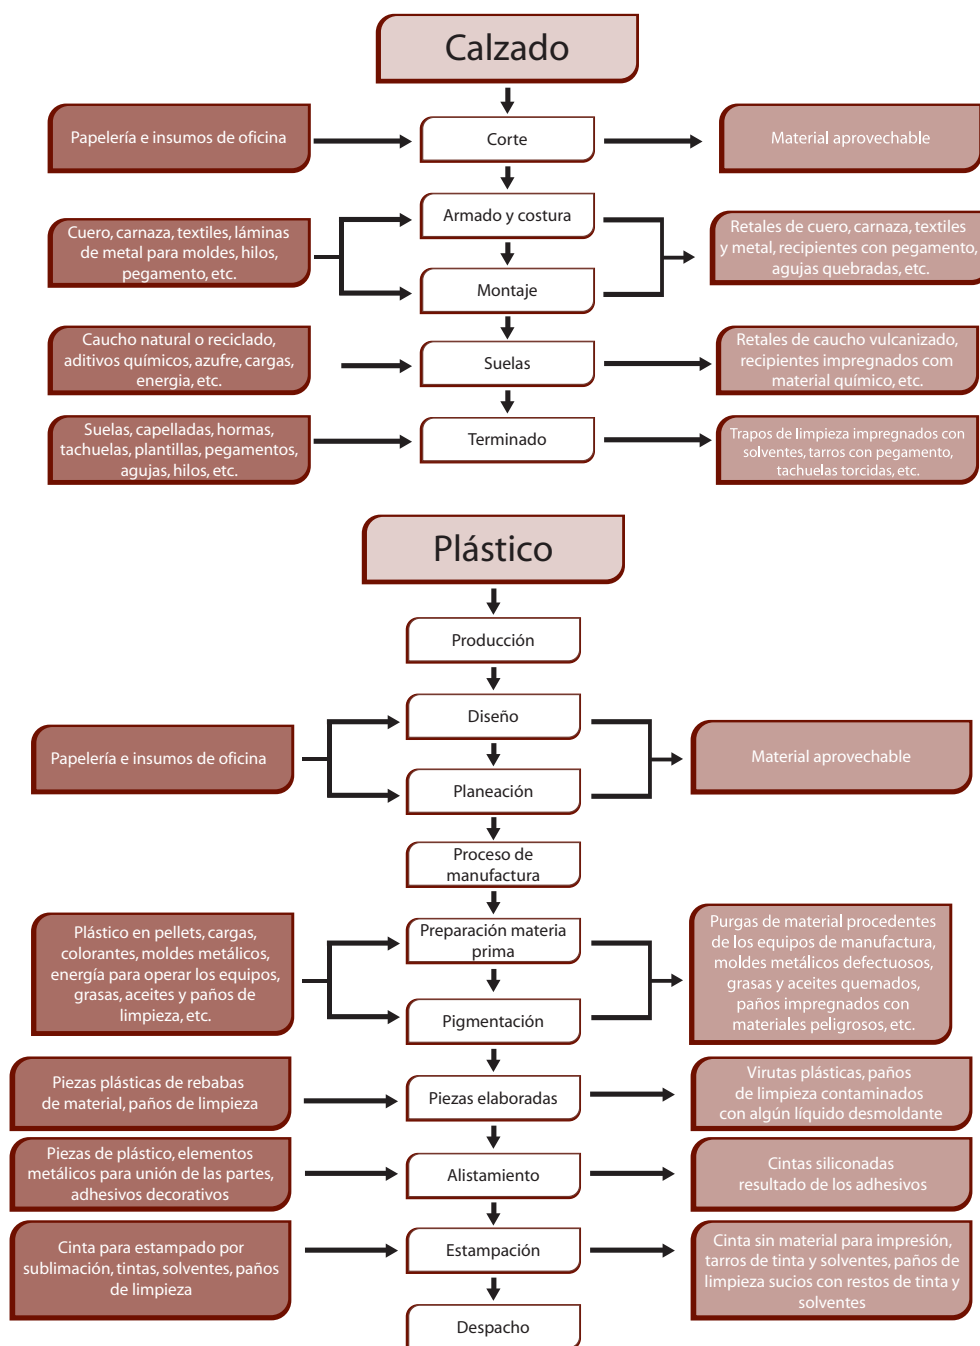 Calzado
Papelería e insumos de oficina
Corte
Material aprovechable
Cuero, carnaza, textiles, láminas
de metal para moldes, hilos,
pegamento, etc.
Armado y costura
Montaje
Retales de cuero, carnaza, textiles
y metal, recipientes con pegamento,
agujas quebradas, etc.
Caucho natural o reciclado,
aditivos químicos, azufre, cargas,
energia, etc.
Suelas
Retales de caucho vulcanizado,
recipientes impregnados com
material químico, etc.
Suelas, capelladas, hormas,
tachuelas, plantillas, pegamentos,
agujas, hilos, etc.
Terminado
Trapos de limpieza impregnados con
solventes, tarros con pegamento,
tachuelas torcidas, etc.
Plástico
Producción
Papelería e insumos de oficina
Diseño
Planeación
Material aprovechable
Proceso de
manufactura
Plástico en pellets, cargas,
colorantes, moldes metálicos,
energía para operar los equipos,
grasas, aceites y paños de
limpieza, etc.
Preparación materia
prima
Pigmentación
Purgas de material procedentes
de los equipos de manufactura,
moldes metálicos defectuosos,
grasas y aceites quemados,
paños impregnados con
materiales peligrosos, etc.
Piezas plásticas de rebabas
de material, paños de limpieza
Piezas elaboradas
Virutas plásticas, paños
de limpieza contaminados
con algún líquido desmoldante
Piezas de plástico, elementos
metálicos para unión de las partes,
adhesivos decorativos
Alistamiento
Cintas siliconadas
resultado de los adhesivos
Cinta para estampado por
sublimación, tintas, solventes, paños
de limpieza
Estampación
Cinta sin material para impresión,
tarros de tinta y solventes, paños de
limpieza sucios con restos de tinta y
solventes
Despacho